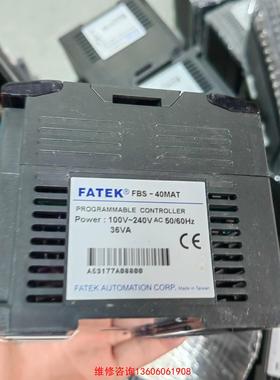 FATEK® FBS-40MAT
PROGRAMMABLE CONTROLLER
Power : 100V~240V AC 50/60Hz
36VA
FATEK AUTOMATION CORP. Made in Taiwan
维修咨询13606061908